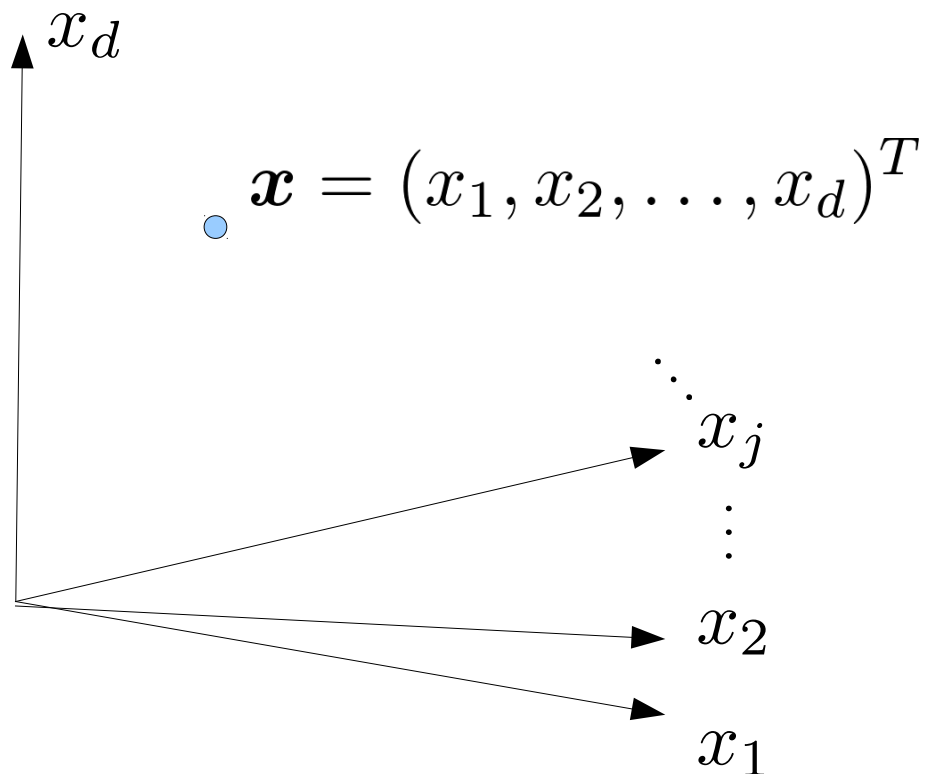 x_d
x = (x_1, x_2, . . . , x_d)^T
⋱
x_j
⋮
x_2
x_1